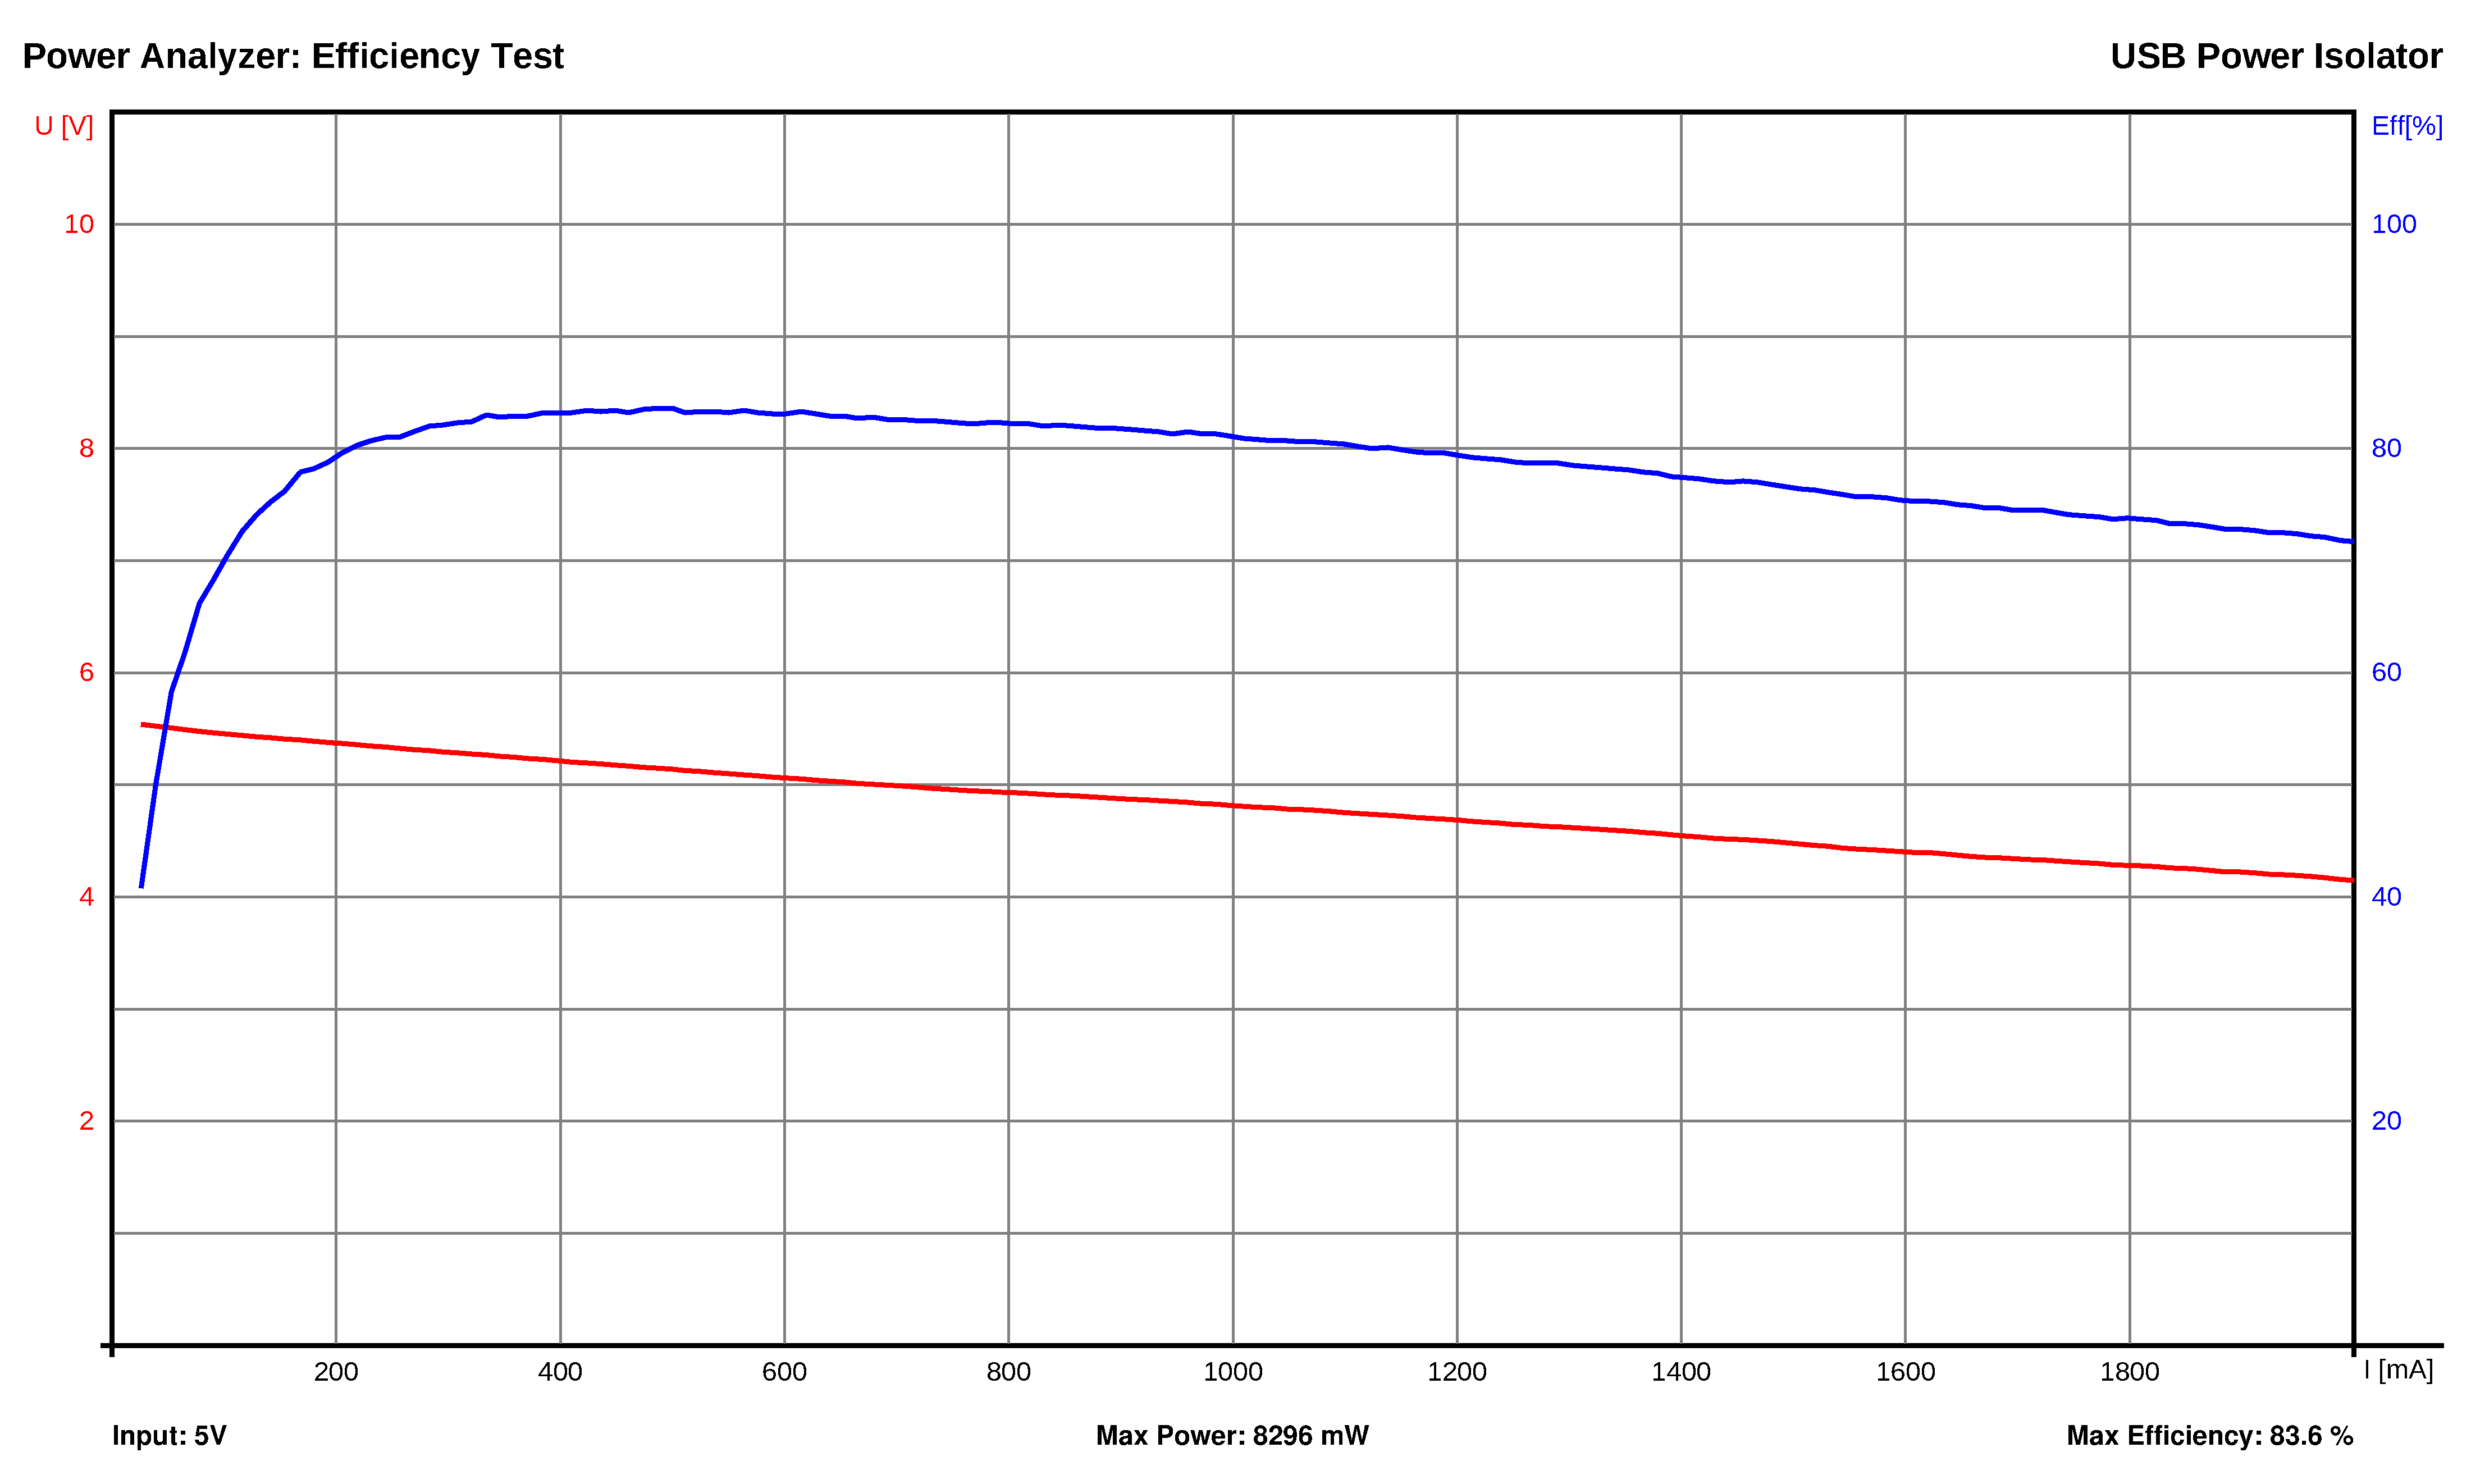 Power Analyzer: Efficiency Test
USB Power Isolator
U [V]
Eff[%]
10
100
8
80
6
60
4
40
2
20
200 400 600 800 1000 1200 1400 1600 1800 I [mA]
Input: 5V
Max Power: 8296 mW
Max Efficiency: 83.6 %